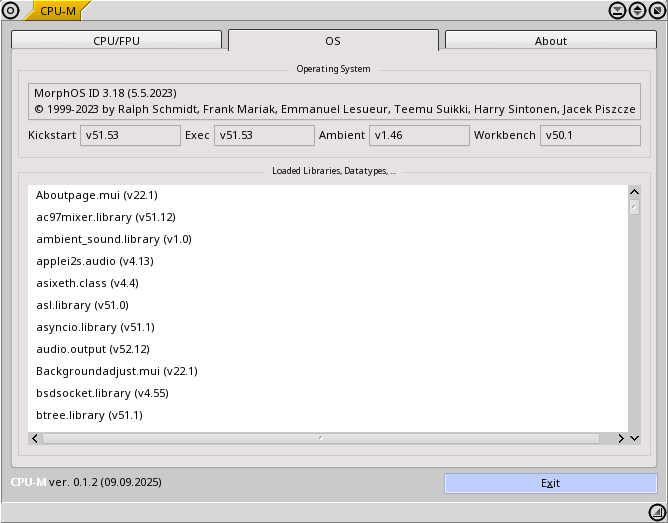 CPU-M
CPU/FPU OS About
Operating System
MorphOS ID 3.18 (5.5.2023)
© 1999-2023 by Ralph Schmidt, Frank Mariak, Emmanuel Lesueur, Teemu Suikki, Harry Sintonen, Jacek Piszcze
Kickstart v51.53 Exec v51.53 Ambient v1.46 Workbench v50.1
Loaded Libraries, Datatypes, ...
Aboutpage.mui (v22.1)
ac97mixer.library (v51.12)
ambient_sound.library (v1.0)
applei2s.audio (v4.13)
asixeth.class (v4.4)
asl.library (v51.0)
asyncio.library (v51.1)
audio.output (v52.12)
Backgroundadjust.mui (v22.1)
bsdsocket.library (v4.55)
btree.library (v51.1)
CPU-M ver. 0.1.2 (09.09.2025) Exit